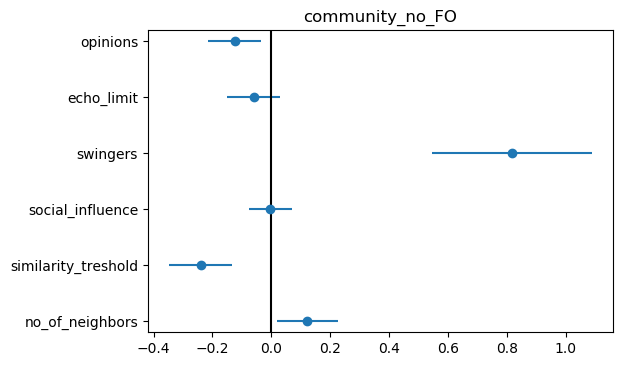 community_no_FO
opinions
echo_limit
swingers
social_influence
similarity_treshold
no_of_neighbors
−0.4 −0.2 0.0 0.2 0.4 0.6 0.8 1.0